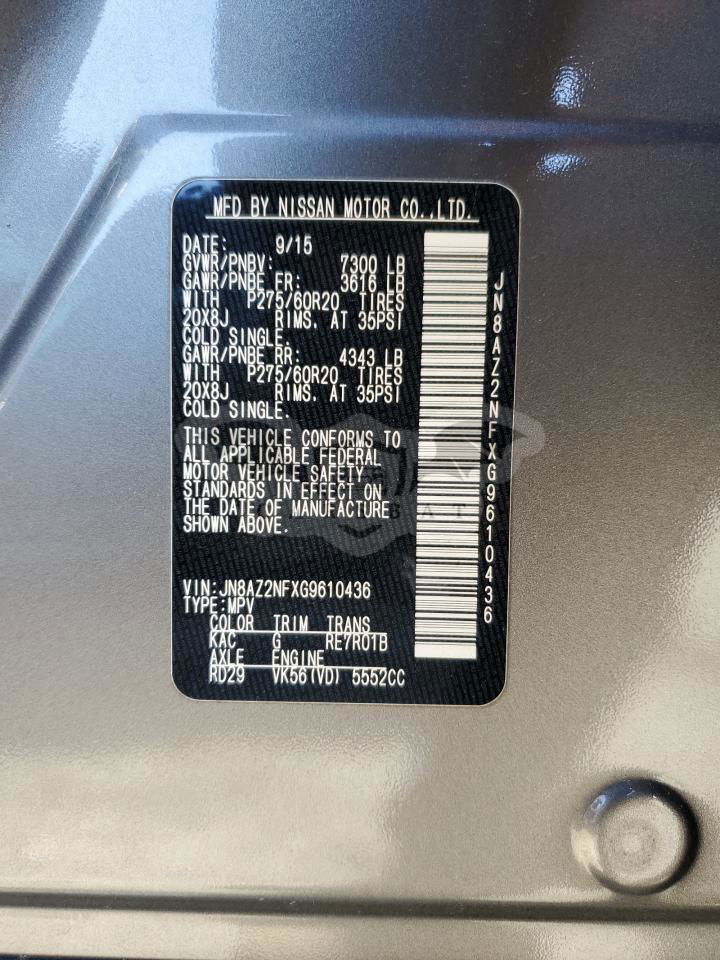 MFD BY NISSAN MOTOR CO.,LTD.
DATE: 9/15
GVWR/PNBV: 7300 LB
GAWR/PNBE FR: 3616 LB
WITH P275/60R20 TIRES
20X8J RIMS. AT 35PSI
COLD SINGLE.
GAWR/PNBE RR: 4343 LB
WITH P275/60R20 TIRES
20X8J RIMS. AT 35PSI
COLD SINGLE.
THIS VEHICLE CONFORMS TO
ALL APPLICABLE FEDERAL
MOTOR VEHICLE SAFETY
STANDARDS IN EFFECT ON
THE DATE OF MANUFACTURE
SHOWN ABOVE.
VIN:JN8AZ2NFXG9610436
TYPE:MPV
COLOR TRIM TRANS
KAC G RE7R01B
AXLE ENGINE
RD29 VK56(VD) 5552CC
JN8AZ2NFXG9610436